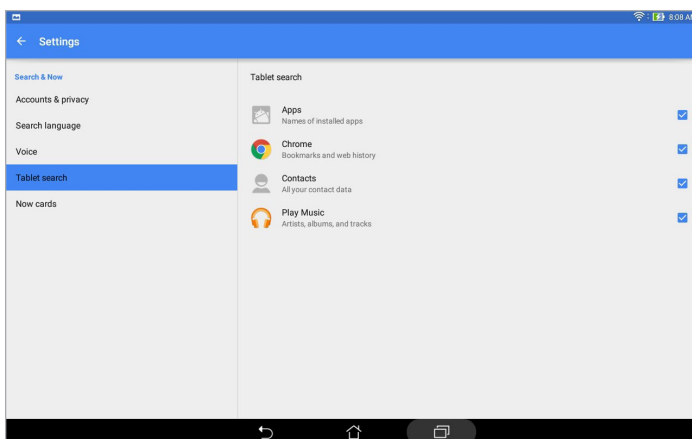 8:08 AM
Settings
Search & Now
Accounts & privacy
Search language
Voice
Tablet search
Now cards
Tablet search
Apps
Names of installed apps
Chrome
Bookmarks and web history
Contacts
All your contact data
Play Music
Artists, albums, and tracks